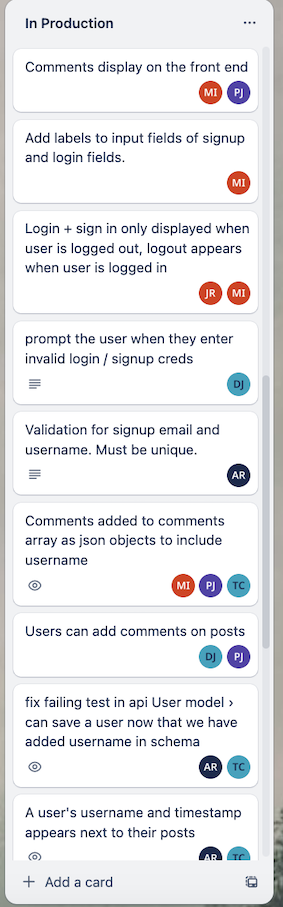 In Production
Comments display on the front end
MI PJ
Add labels to input fields of signup
and login fields.
MI
Login + sign in only displayed when
user is logged out, logout appears
when user is logged in
JR MI
prompt the user when they enter
invalid login / signup creds
DJ
Validation for signup email and
username. Must be unique.
AR
Comments added to comments
array as json objects to include
username
MI PJ TC
Users can add comments on posts
DJ PJ
fix failing test in api User model ›
can save a user now that we have
added username in schema
AR TC
A user's username and timestamp
appears next to their posts
AR TC
+ Add a card